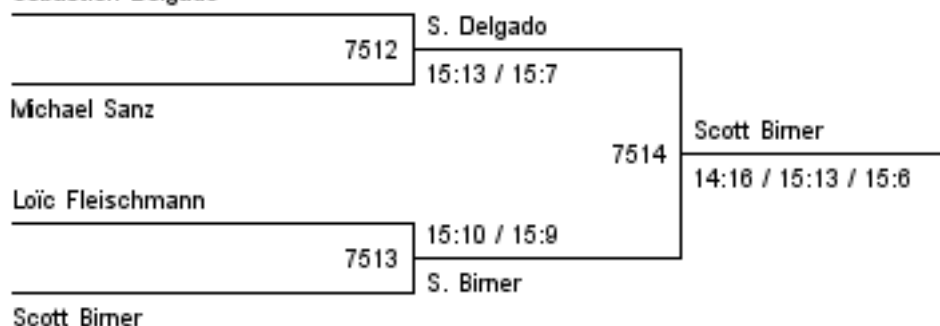 Delgado
7512
S. Delgado
15:13 / 15:7
Michael Sanz
7514
Scott Birner
14:16 / 15:13 / 15:6
Loïc Fleischmann
7513
15:10 / 15:9
S. Birner
Scott Birner